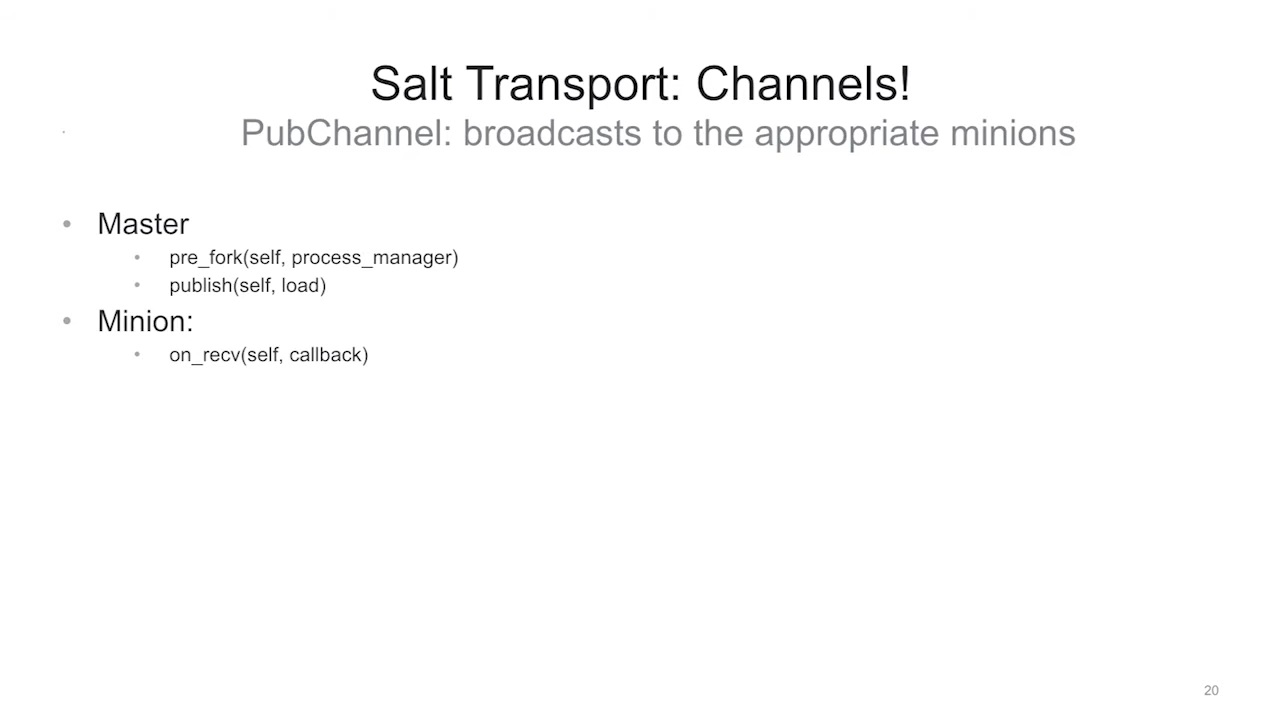 Salt Transport: Channels!
PubChannel: broadcasts to the appropriate minions
• Master
• pre_fork(self, process_manager)
• publish(self, load)
• Minion:
• on_recv(self, callback)
20